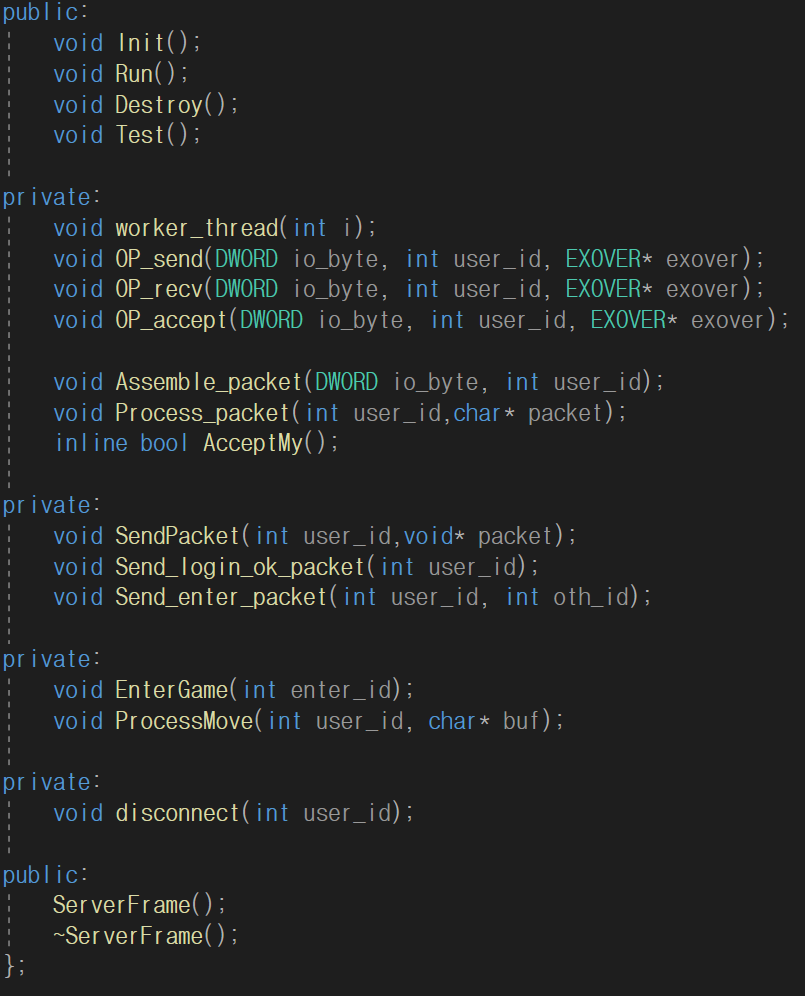 public:
void Init();
void Run();
void Destroy();
void Test();
private:
void worker_thread(int i);
void OP_send(DWORD io_byte, int user_id, EXOVER* exover);
void OP_recv(DWORD io_byte, int user_id, EXOVER* exover);
void OP_accept(DWORD io_byte, int user_id, EXOVER* exover);
void Assemble_packet(DWORD io_byte, int user_id);
void Process_packet(int user_id,char* packet);
inline bool AcceptMy();
private:
void SendPacket(int user_id,void* packet);
void Send_login_ok_packet(int user_id);
void Send_enter_packet(int user_id, int oth_id);
private:
void EnterGame(int enter_id);
void ProcessMove(int user_id, char* buf);
private:
void disconnect(int user_id);
public:
ServerFrame();
~ServerFrame();
};